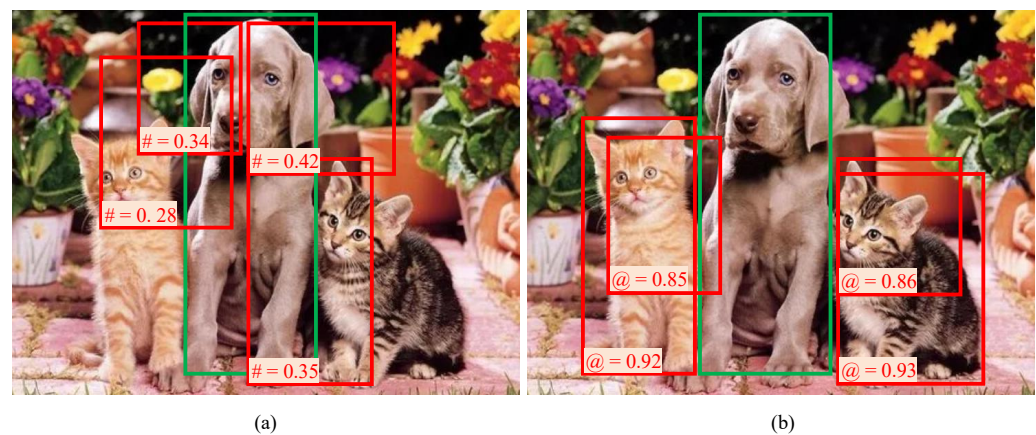 # = 0.34
# = 0.42
# = 0. 28
# = 0.35
@ = 0.85
@ = 0.86
@ = 0.92
@ = 0.93
(a)
(b)